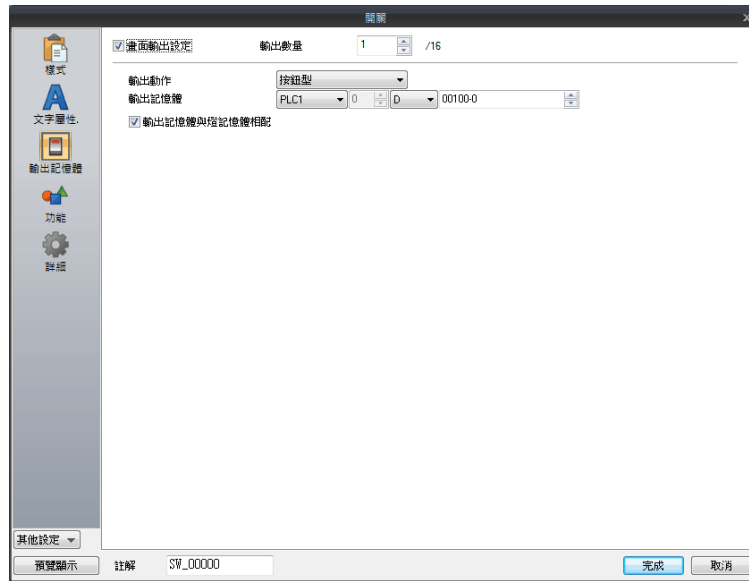 開關
樣式
文字屬性.
輸出記憶體
功能
詳細
其他設定
預覽顯示
畫面輸出設定 輸出數量 1 /16
輸出動作 按鈕型
輸出記憶體 PLC1 0 D 00100-0
輸出記憶體與燈記憶體相配
註解 SW_00000 完成 取消